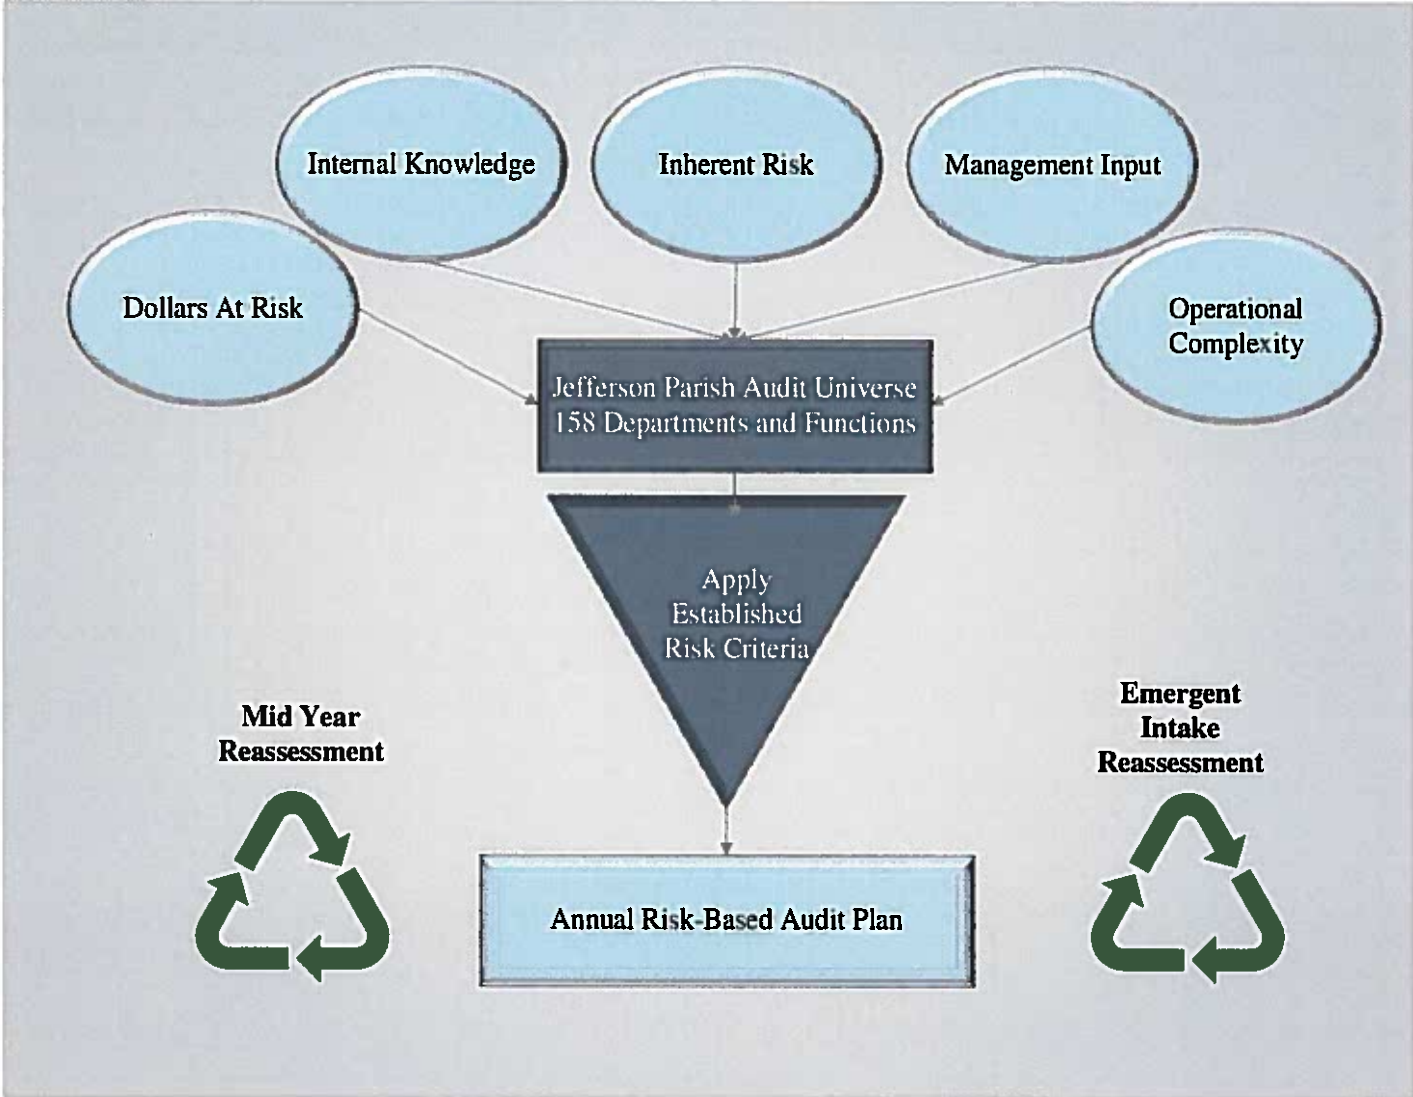 Internal Knowledge
Inherent Risk
Management Input
Dollars At Risk
Operational
Complexity
Jefferson Parish Audit Universe
158 Departments and Functions
Apply
Established
Risk Criteria
Mid Year
Reassessment
Emergent
Intake
Reassessment
Annual Risk-Based Audit Plan